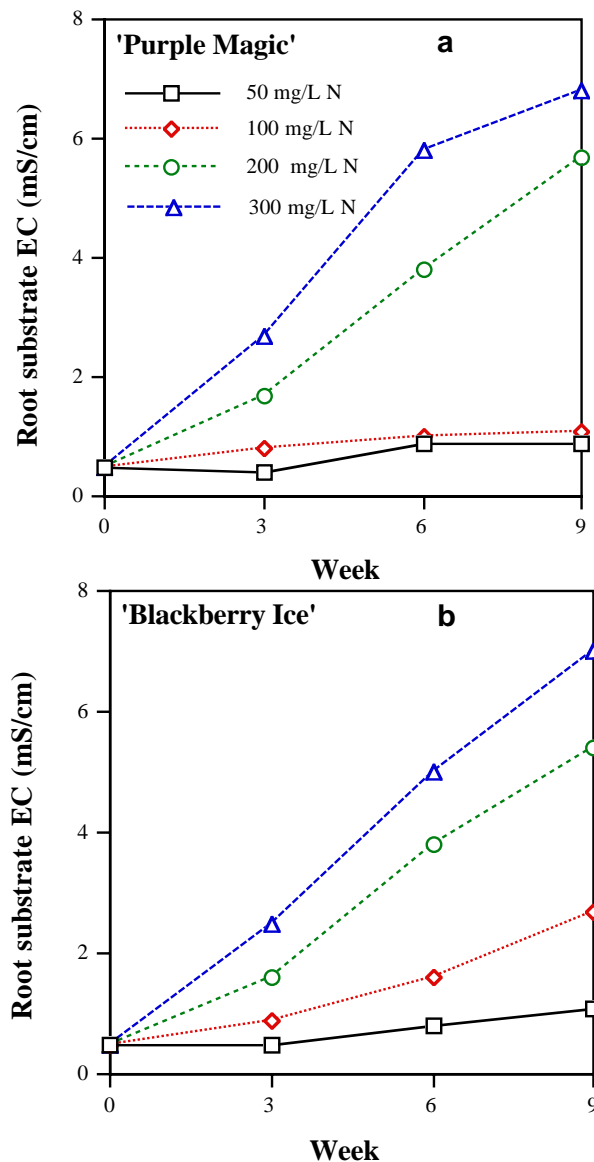 8
'Purple Magic' a
50 mg/L N
100 mg/L N
200 mg/L N
300 mg/L N
6
4
2
0
Root substrate EC (mS/cm)
0 3 6 9
Week
8
'Blackberry Ice' b
6
4
2
0
Root substrate EC (mS/cm)
0 3 6 9
Week